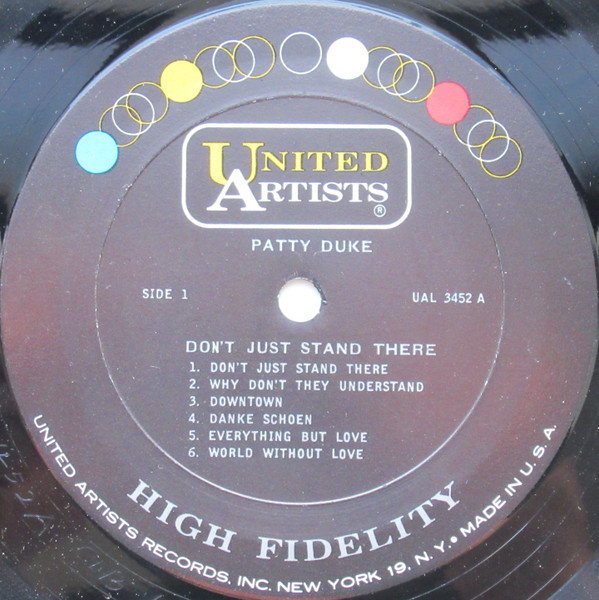 UNITED
ARTISTS®
PATTY DUKE
SIDE 1
UAL 3452 A
DON'T JUST STAND THERE
1. DON'T JUST STAND THERE
2. WHY DON'T THEY UNDERSTAND
3. DOWNTOWN
4. DANKE SCHOEN
5. EVERYTHING BUT LOVE
6. WORLD WITHOUT LOVE
HIGH FIDELITY
UNITED ARTISTS RECORDS, INC. NEW YORK 19, N. Y. • MADE IN U. S. A.